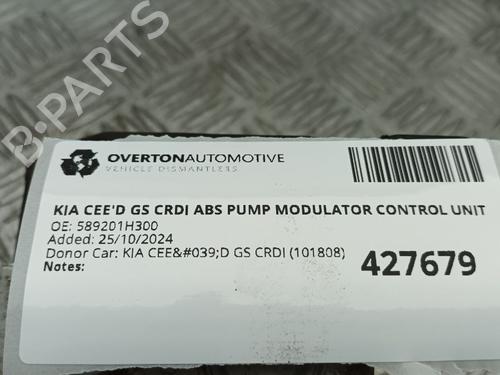 B-PARTS
OVERTONAUTOMOTIVE
VEHICLE DISMANTLERS
KIA CEE'D GS CRDI ABS PUMP MODULATOR CONTROL UNIT
OE: 589201H300
Added: 25/10/2024
Donor Car: KIA CEE&#039;D GS CRDI (101808)
Notes:
427679